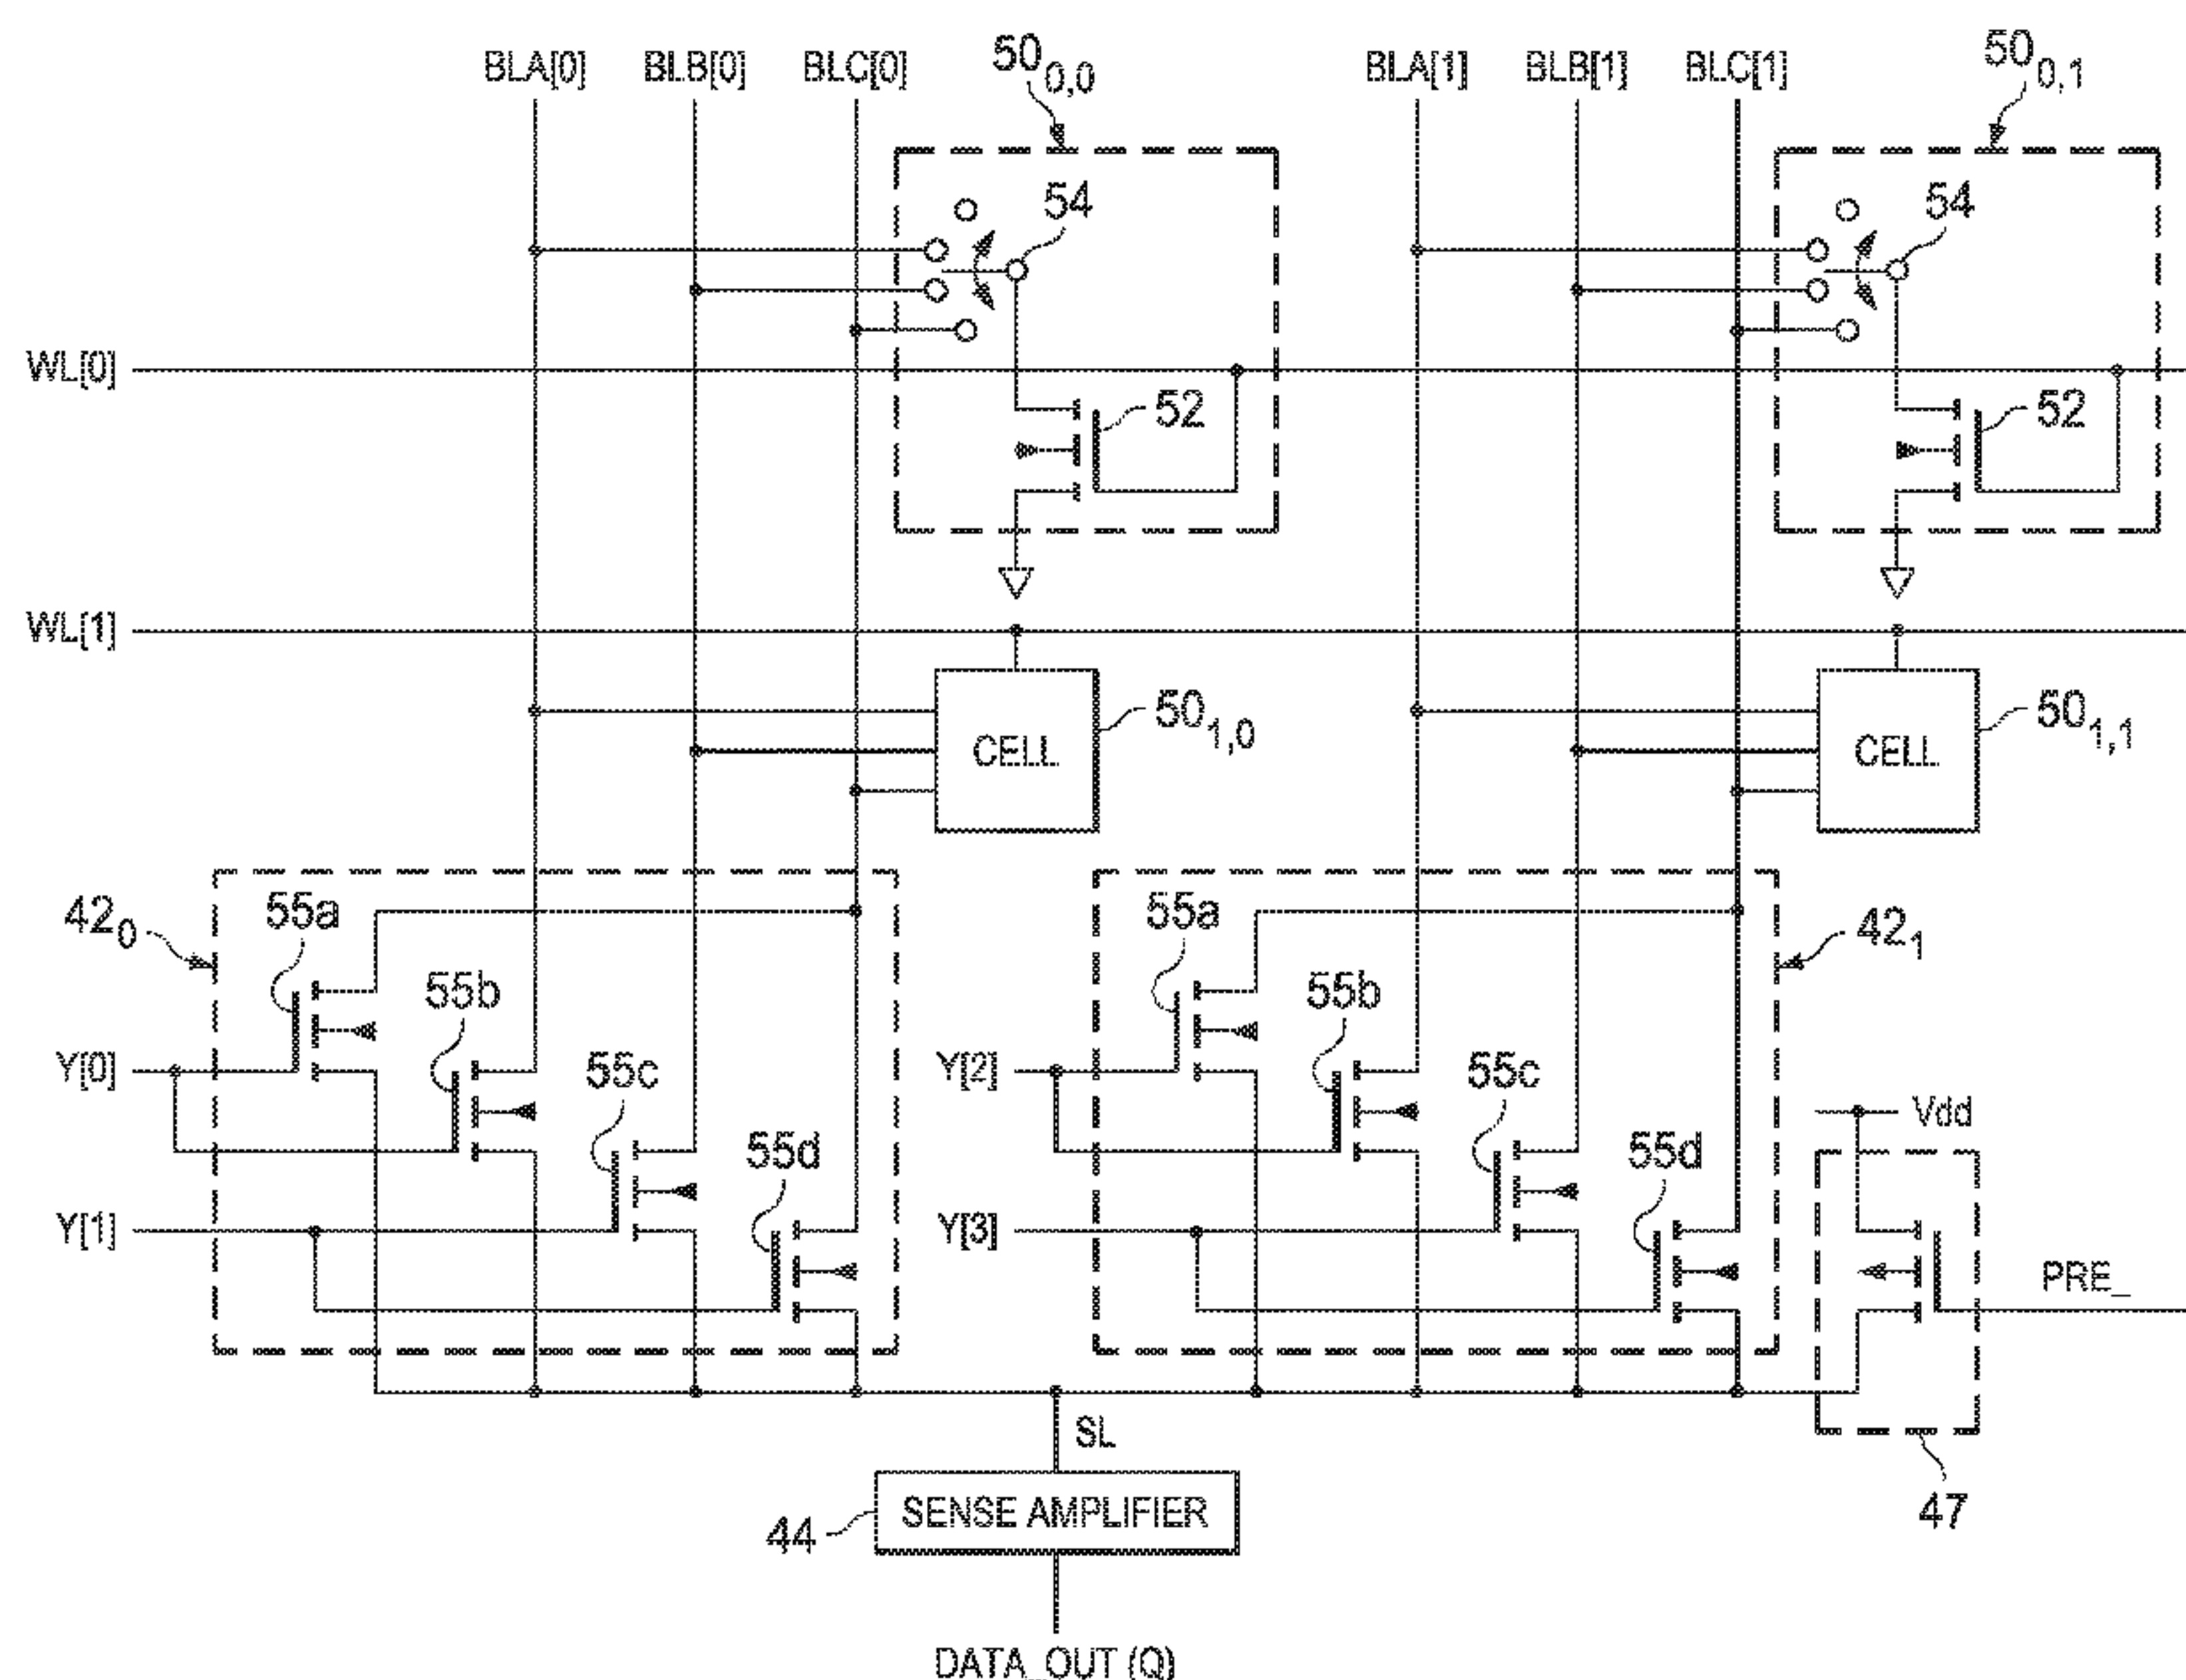 BLA[0] BLB[0] BLC[0] 50 0,0 BLA[1] BLB[1] BLC[1] 50 0,1
54 54
WL[0]
52 52
WL[1]
CELL 50 1,0 CELL 50 1,1
42 0 55a 55a 42 1
55b 55b
Y[0] 55c Y[2] 55c
Vdd
55d 55d
Y[1] Y[3]
PRE_
SL
44 SENSE AMPLIFIER 47
DATA_OUT (Q)